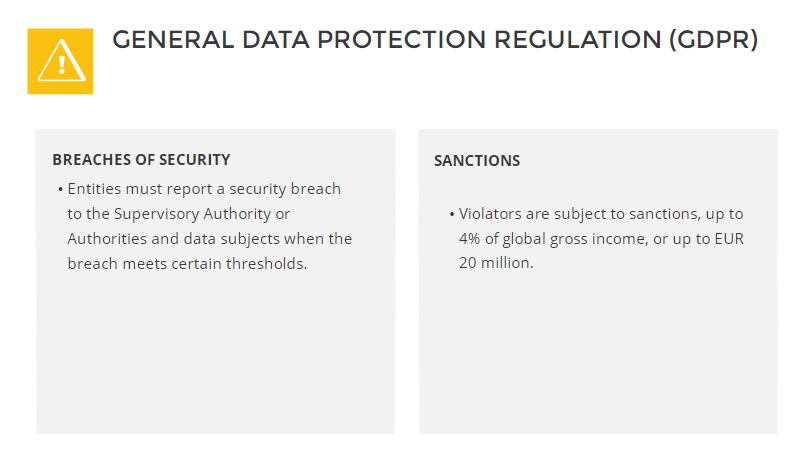 GENERAL DATA PROTECTION REGULATION (GDPR)
BREACHES OF SECURITY
• Entities must report a security breach
to the Supervisory Authority or
Authorities and data subjects when the
breach meets certain thresholds.
SANCTIONS
• Violators are subject to sanctions, up to
4% of global gross income, or up to EUR
20 million.